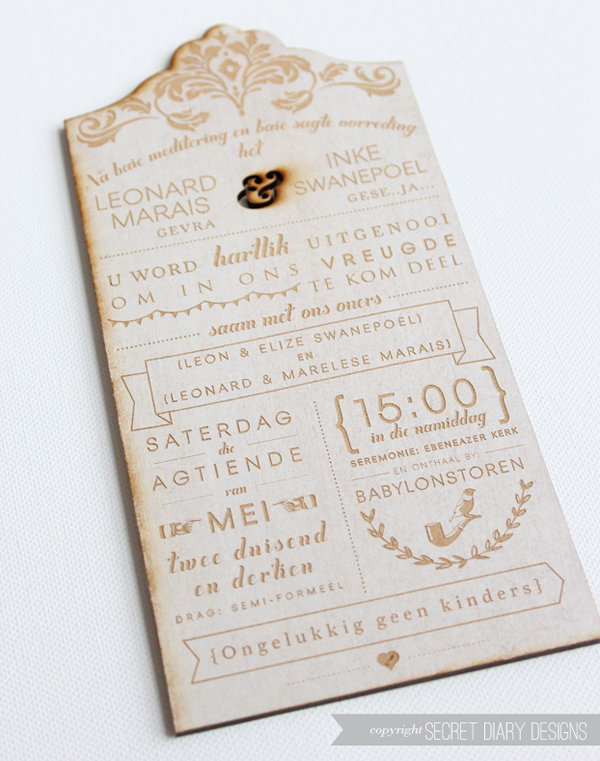 Na baie meditering en baie sagte oorreding
het
LEONARD
MARAIS
GEVRA
&
INKE
SWANEPOEL
GESE, JA...
U WORD hartlik UITGENOOI
OM IN ONS VREUGDE
TE KOM DEEL
saam met ons ouers
{LEON & ELIZE SWANEPOEL}
EN
{LEONARD & MARELESE MARAIS}
SATERDAG
die
AGTIENDE
van
MEI
twee duisend
en dertien
DRAG: SEMI-FORMEEL
{15:00}
in die namiddag
SEREMONIE: EBENEAZER KERK
EN ONTHAAL BY:
BABYLONSTOREN
{Ongelukkig geen kinders}
copyright SECRET DIARY DESIGNS